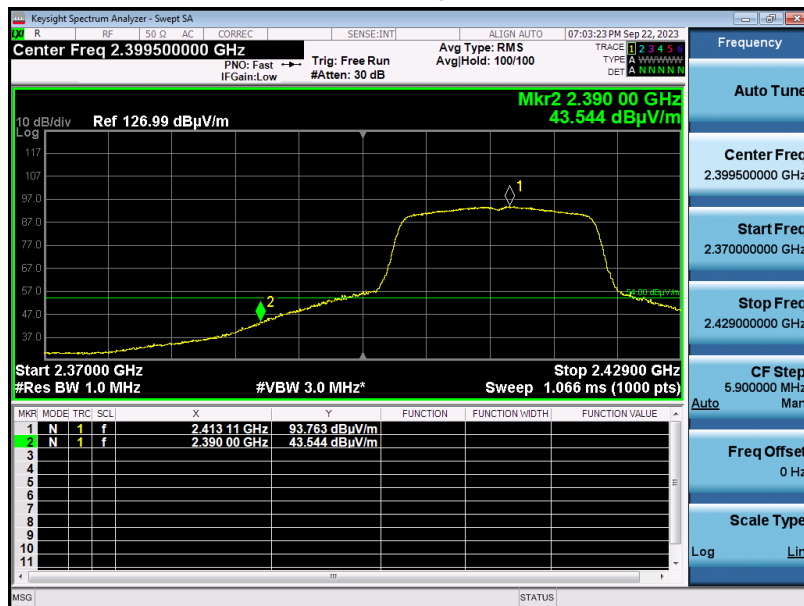 Keysight Spectrum Analyzer - Swept SA
LXI R RF 50 Ω AC CORREC SENSE:INT ALIGN AUTO 07:03:23 PM Sep 22, 2023
Center Freq 2.399500000 GHz
PNO: Fast
IFGain:Low
Trig: Free Run
#Atten: 30 dB
Avg Type: RMS
Avg|Hold: 100/100
TRACE 1 2 3 4 5 6
TYPE A WWWWW
DET A N N N N N
Mkr2 2.390 00 GHz
43.544 dBµV/m
10 dB/div Ref 126.99 dBµV/m
Log
117
107
97.0
87.0
77.0
67.0
57.0
47.0
37.0
1
2
54.00 dBµV/m
Start 2.37000 GHz Stop 2.42900 GHz
#Res BW 1.0 MHz #VBW 3.0 MHz* Sweep 1.066 ms (1000 pts)
MKR MODE TRC SCL X Y FUNCTION FUNCTION WIDTH FUNCTION VALUE
1 N 1 f 2.413 11 GHz 93.763 dBµV/m
2 N 1 f 2.390 00 GHz 43.544 dBµV/m
3
4
5
6
7
8
9
10
11
MSG STATUS
Frequency
Auto Tune
Center Freq
2.399500000 GHz
Start Freq
2.370000000 GHz
Stop Freq
2.429000000 GHz
CF Step
5.900000 MHz
Auto Man
Freq Offset
0 Hz
Scale Type
Log Lin